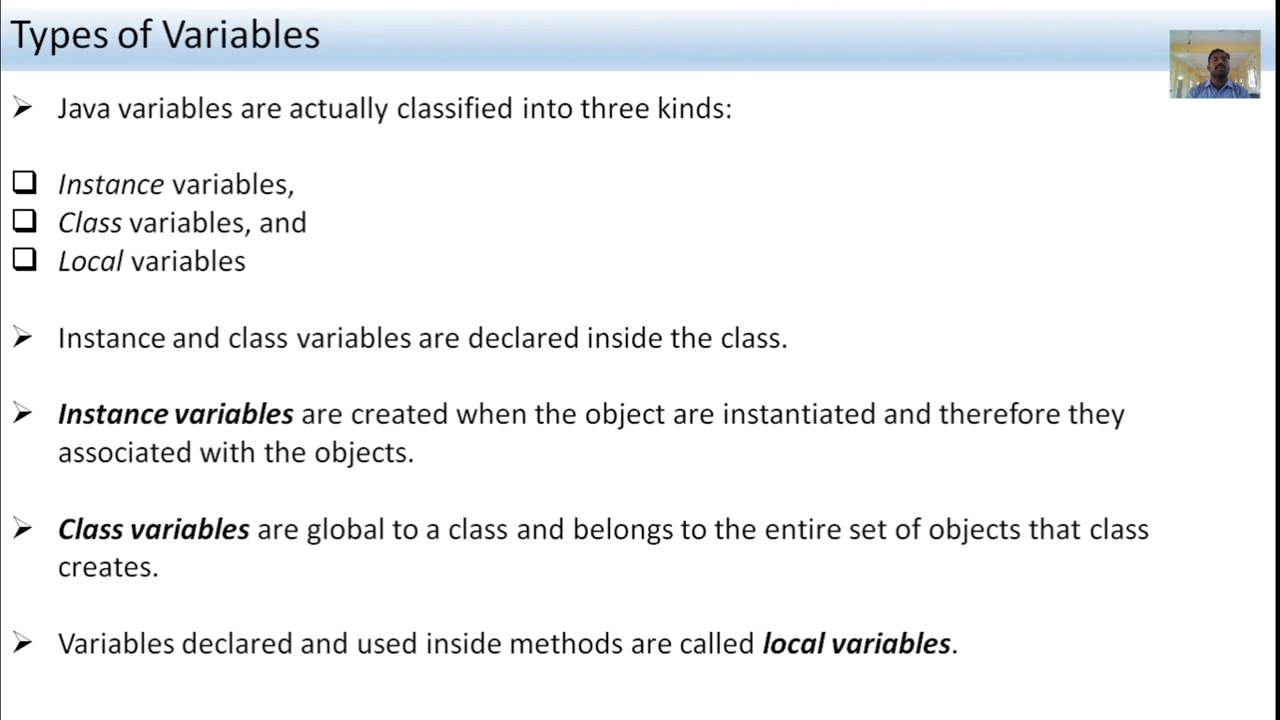 Types of Variables
Java variables are actually classified into three kinds:
Instance variables,
Class variables, and
Local variables
Instance and class variables are declared inside the class.
Instance variables are created when the object are instantiated and therefore they
associated with the objects.
Class variables are global to a class and belongs to the entire set of objects that class
creates.
Variables declared and used inside methods are called local variables.